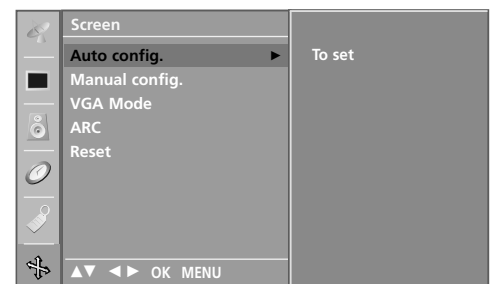 Screen
Auto config. ►
To set
Manual config.
VGA Mode
ARC
Reset
▲▼ ◄► OK MENU